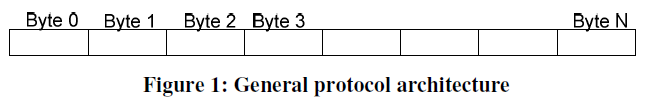 Byte 0 Byte 1 Byte 2 Byte 3 Byte N
Figure 1: General protocol architecture